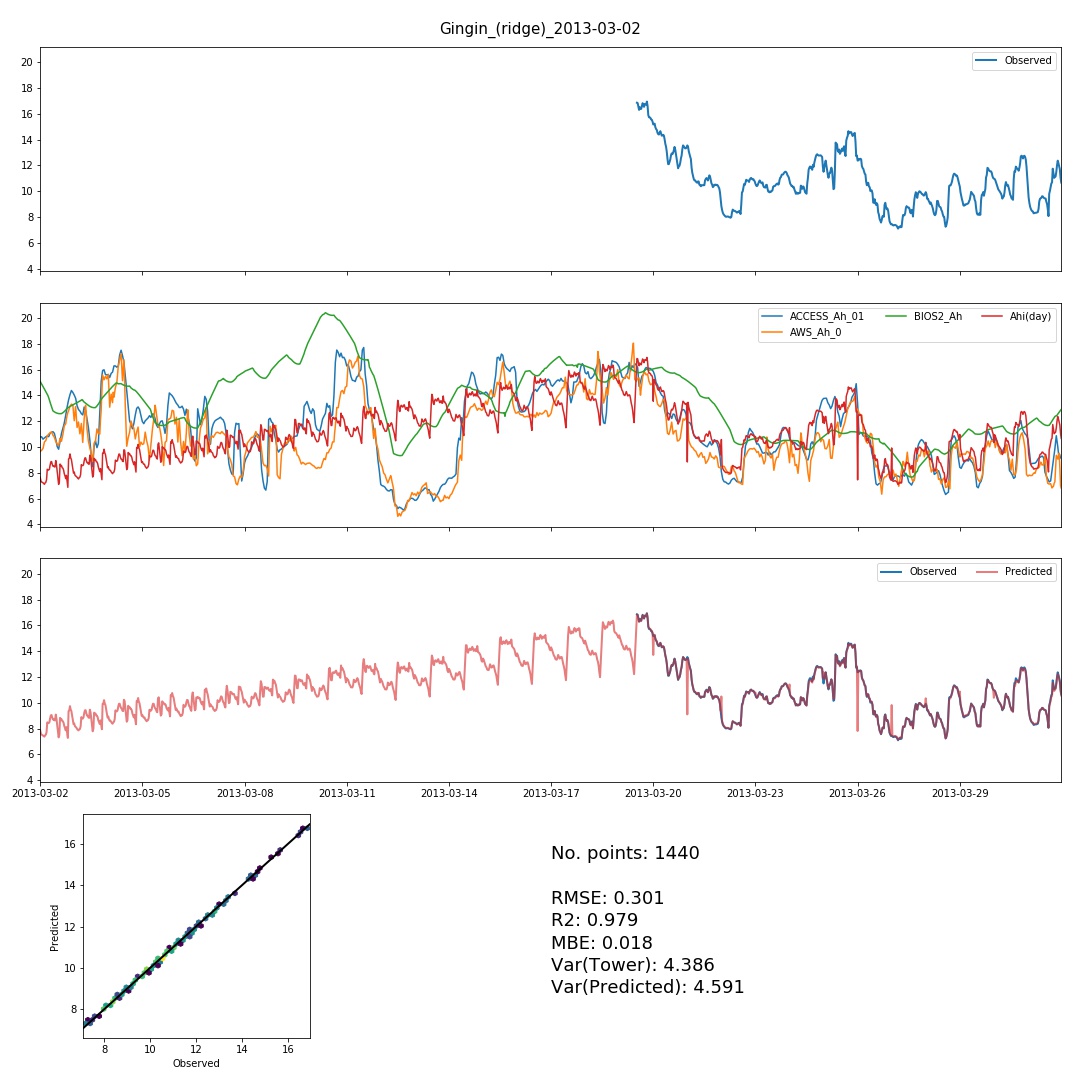 Gingin_(ridge)_2013-03-02
20
18
16
14
12
10
8
6
4
Observed
20
18
16
14
12
10
8
6
4
ACCESS_Ah_01 BIOS2_Ah Ahi(day)
AWS_Ah_0
20
18
16
14
12
10
8
6
4
Observed Predicted
2013-03-02 2013-03-05 2013-03-08 2013-03-11 2013-03-14 2013-03-17 2013-03-20 2013-03-23 2013-03-26 2013-03-29
16
14
12
10
8
Predicted
8 10 12 14 16
Observed
No. points: 1440
RMSE: 0.301
R2: 0.979
MBE: 0.018
Var(Tower): 4.386
Var(Predicted): 4.591